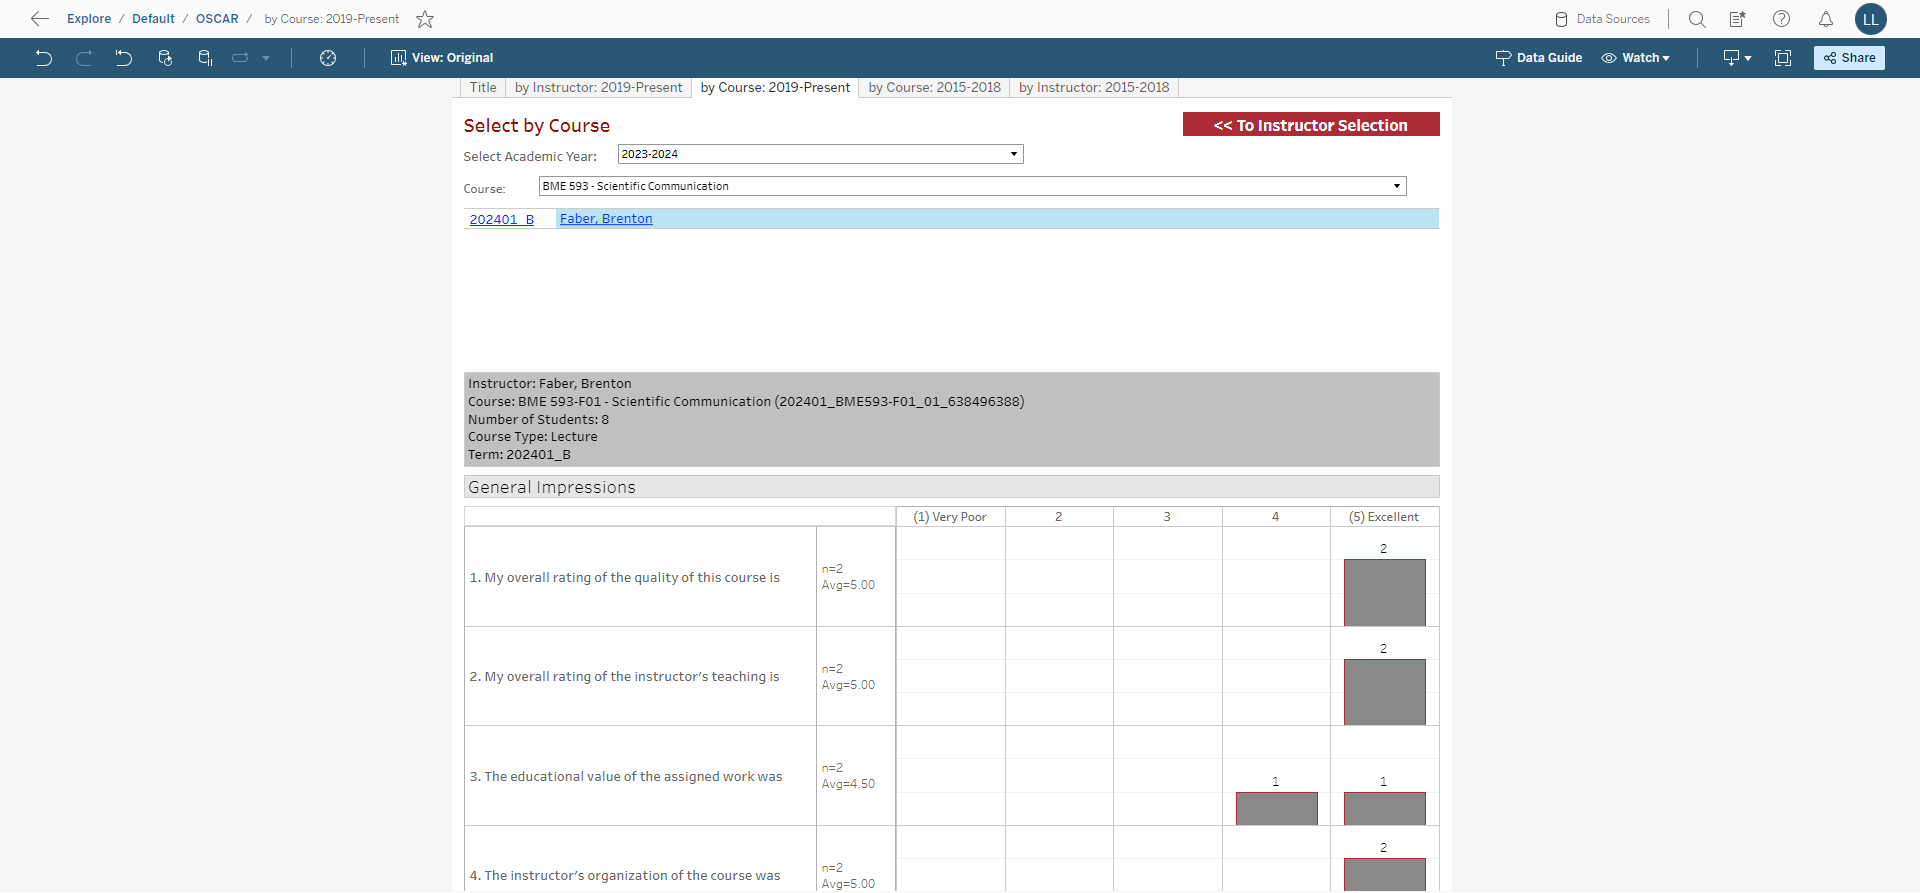 Explore / Default / OSCAR / by Course: 2019-Present
Data Sources
LL
View: Original
Data Guide
Watch
Share
Title
by Instructor: 2019-Present
by Course: 2019-Present
by Course: 2015-2018
by Instructor: 2015-2018
Select by Course
<< To Instructor Selection
Select Academic Year:
2023-2024
Course:
BME 593 - Scientific Communication
202401_B
Faber, Brenton
Instructor: Faber, Brenton
Course: BME 593-F01 - Scientific Communication (202401_BME593-F01_01_638496388)
Number of Students: 8
Course Type: Lecture
Term: 202401_B
General Impressions
(1) Very Poor
2
3
4
(5) Excellent
1. My overall rating of the quality of this course is
n=2
Avg=5.00
2
2. My overall rating of the instructor's teaching is
n=2
Avg=5.00
2
3. The educational value of the assigned work was
n=2
Avg=4.50
1
1
4. The instructor's organization of the course was
n=2
Avg=5.00
2